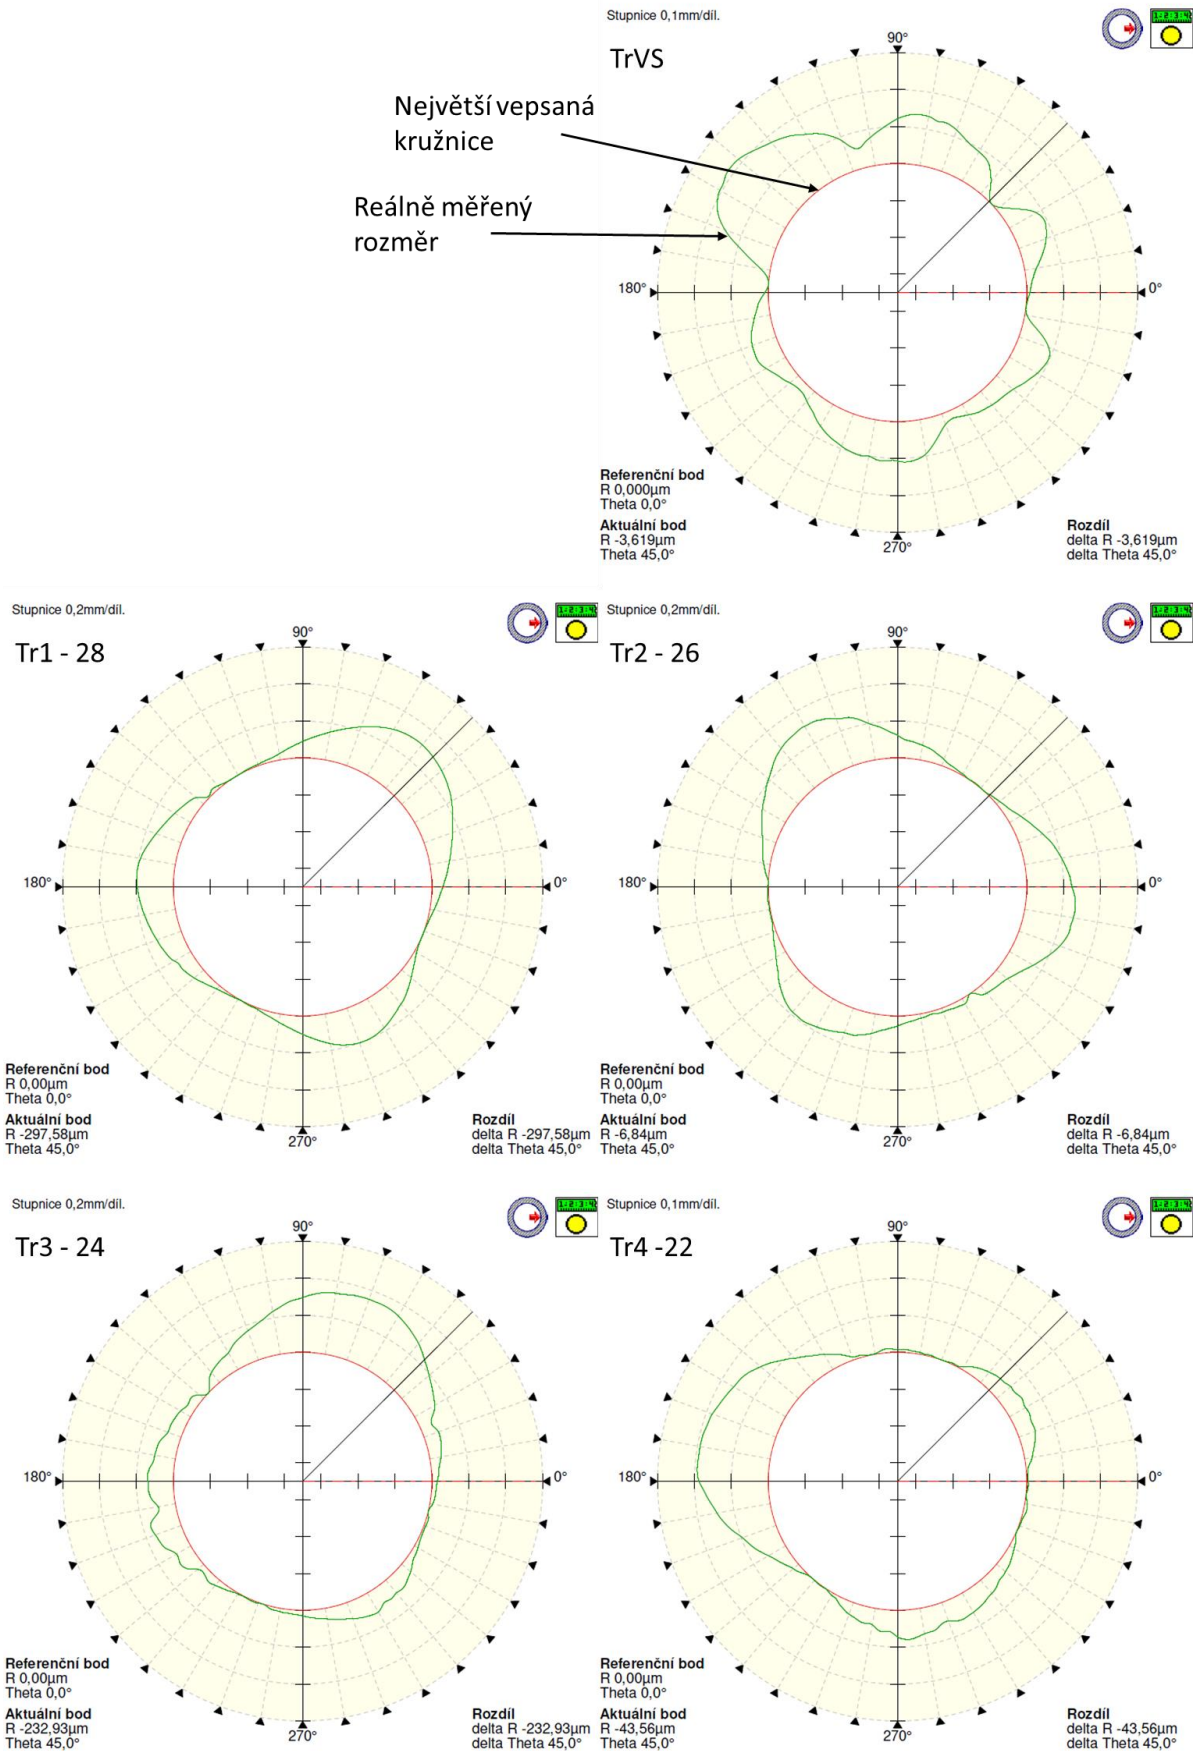 Stupnice 0,1mm/díl.
TrVS
90°
Největší vepsaná
kružnice
Reálně měřený
rozměr
180°
0°
Referenční bod
R 0,000µm
Theta 0,0°
Aktuální bod
R -3,619µm
Theta 45,0°
270°
Rozdíl
delta R -3,619µm
delta Theta 45,0°
Stupnice 0,2mm/díl.
Tr1 - 28
90°
180°
0°
Referenční bod
R 0,00µm
Theta 0,0°
Aktuální bod
R -297,58µm
Theta 45,0°
270°
Rozdíl
delta R -297,58µm
delta Theta 45,0°
Stupnice 0,2mm/díl.
Tr2 - 26
90°
180°
0°
Referenční bod
R 0,00µm
Theta 0,0°
Aktuální bod
R -6,84µm
Theta 45,0°
270°
Rozdíl
delta R -6,84µm
delta Theta 45,0°
Stupnice 0,2mm/díl.
Tr3 - 24
90°
180°
0°
Referenční bod
R 0,00µm
Theta 0,0°
Aktuální bod
R -232,93µm
Theta 45,0°
270°
Rozdíl
delta R -232,93µm
delta Theta 45,0°
Stupnice 0,1mm/díl.
Tr4 -22
90°
180°
0°
Referenční bod
R 0,00µm
Theta 0,0°
Aktuální bod
R -43,56µm
Theta 45,0°
270°
Rozdíl
delta R -43,56µm
delta Theta 45,0°